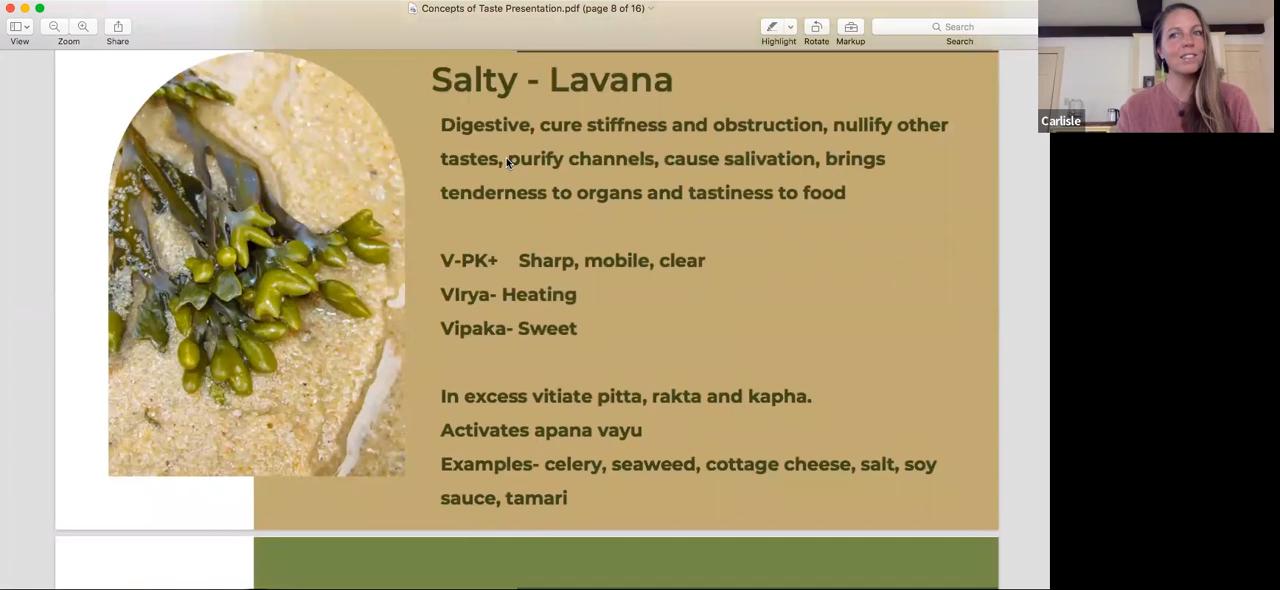 Concepts of Taste Presentation.pdf (page 8 of 16)
View
Zoom
Share
Highlight
Rotate
Markup
Search
Search
Carlisle
Salty - Lavana
Digestive, cure stiffness and obstruction, nullify other
tastes, purify channels, cause salivation, brings
tenderness to organs and tastiness to food
V-PK+ Sharp, mobile, clear
VIrya- Heating
Vipaka- Sweet
In excess vitiate pitta, rakta and kapha.
Activates apana vayu
Examples- celery, seaweed, cottage cheese, salt, soy
sauce, tamari